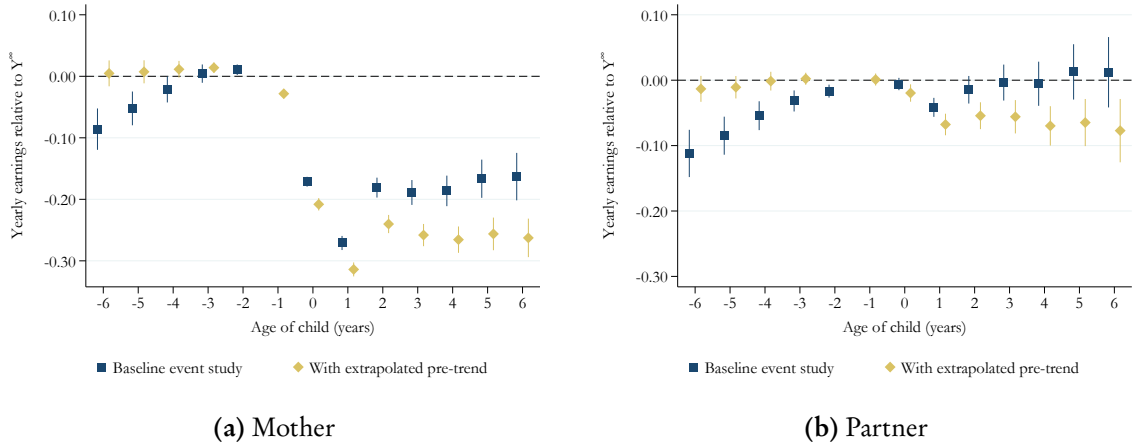 0.10
0.00
-0.10
-0.20
-0.30
Yearly earnings relative to Y∞
-6 -5 -4 -3 -2 -1 0 1 2 3 4 5 6
Age of child (years)
Baseline event study With extrapolated pre-trend
(a) Mother
0.10
0.00
-0.10
-0.20
-0.30
Yearly earnings relative to Y∞
-6 -5 -4 -3 -2 -1 0 1 2 3 4 5 6
Age of child (years)
Baseline event study With extrapolated pre-trend
(b) Partner